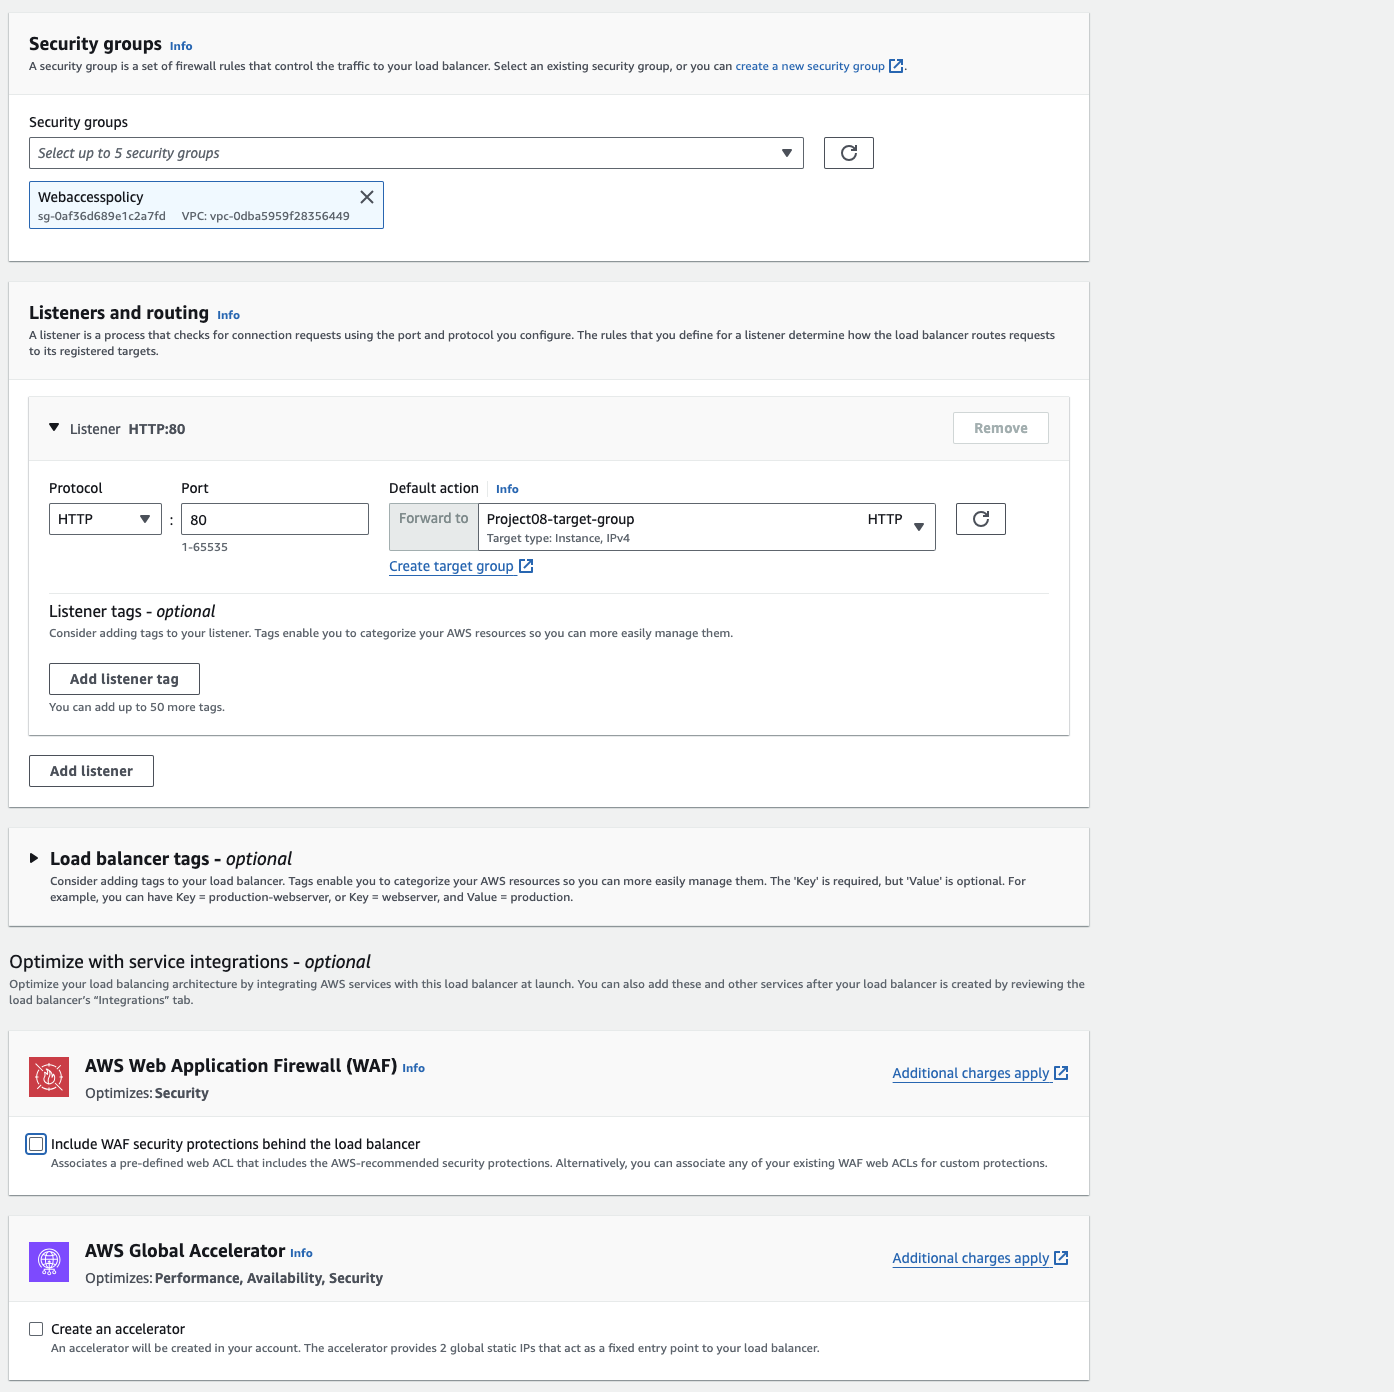 Security groups Info
A security group is a set of firewall rules that control the traffic to your load balancer. Select an existing security group, or you can create a new security group .
Security groups
Select up to 5 security groups
Webaccesspolicy
sg-0af36d689e1c2a7fd VPC: vpc-0dba5959f28356449
Listeners and routing Info
A listener is a process that checks for connection requests using the port and protocol you configure. The rules that you define for a listener determine how the load balancer routes requests
to its registered targets.
Listener HTTP:80
Remove
Protocol Port Default action Info
HTTP : 80 Forward to Project08-target-group HTTP
Target type: Instance, IPv4
1-65535
Create target group
Listener tags - optional
Consider adding tags to your listener. Tags enable you to categorize your AWS resources so you can more easily manage them.
Add listener tag
You can add up to 50 more tags.
Add listener
Load balancer tags - optional
Consider adding tags to your load balancer. Tags enable you to categorize your AWS resources so you can more easily manage them. The 'Key' is required, but 'Value' is optional. For
example, you can have Key = production-webserver, or Key = webserver, and Value = production.
Optimize with service integrations - optional
Optimize your load balancing architecture by integrating AWS services with this load balancer at launch. You can also add these and other services after your load balancer is created by reviewing the
load balancer's “Integrations” tab.
AWS Web Application Firewall (WAF) Info
Optimizes: Security
Additional charges apply
Include WAF security protections behind the load balancer
Associates a pre-defined web ACL that includes the AWS-recommended security protections. Alternatively, you can associate any of your existing WAF web ACLs for custom protections.
AWS Global Accelerator Info
Optimizes: Performance, Availability, Security
Additional charges apply
Create an accelerator
An accelerator will be created in your account. The accelerator provides 2 global static IPs that act as a fixed entry point to your load balancer.